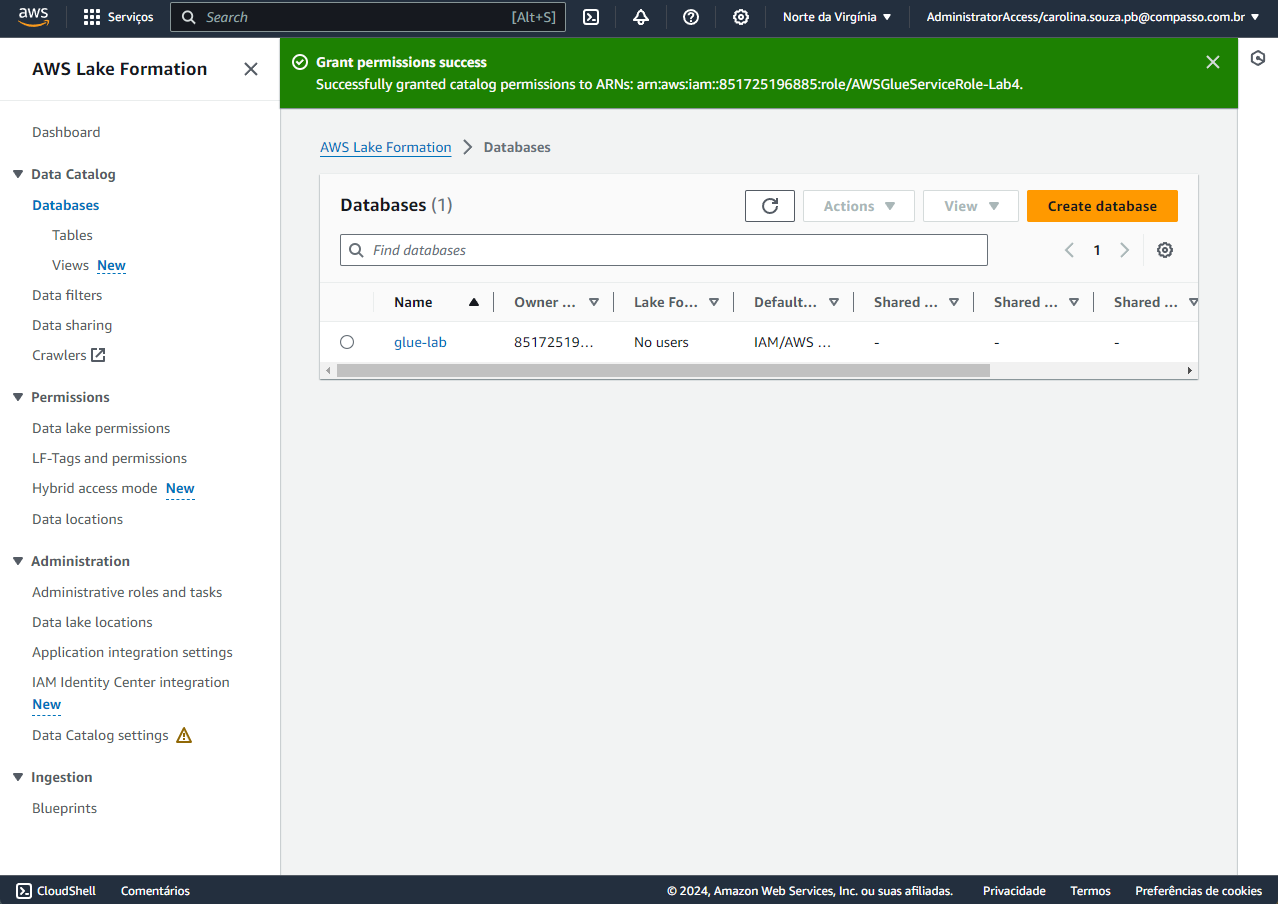 aws
Serviços
Search
[Alt+S]
Norte da Virgínia
AdministratorAccess/carolina.souza.pb@compasso.com.br
AWS Lake Formation
Dashboard
Data Catalog
Databases
Tables
Views New
Data filters
Data sharing
Crawlers
Permissions
Data lake permissions
LF-Tags and permissions
Hybrid access mode New
Data locations
Administration
Administrative roles and tasks
Data lake locations
Application integration settings
IAM Identity Center integration
New
Data Catalog settings
Ingestion
Blueprints
Grant permissions success
Successfully granted catalog permissions to ARNs: arn:aws:iam::851725196885:role/AWSGlueServiceRole-Lab4.
AWS Lake Formation > Databases
Databases (1)
Actions
View
Create database
Find databases
1
Name
Owner ...
Lake Fo...
Default...
Shared ...
Shared ...
Shared ...
glue-lab
85172519...
No users
IAM/AWS ...
-
-
-
CloudShell
Comentários
© 2024, Amazon Web Services, Inc. ou suas afiliadas.
Privacidade
Termos
Preferências de cookies